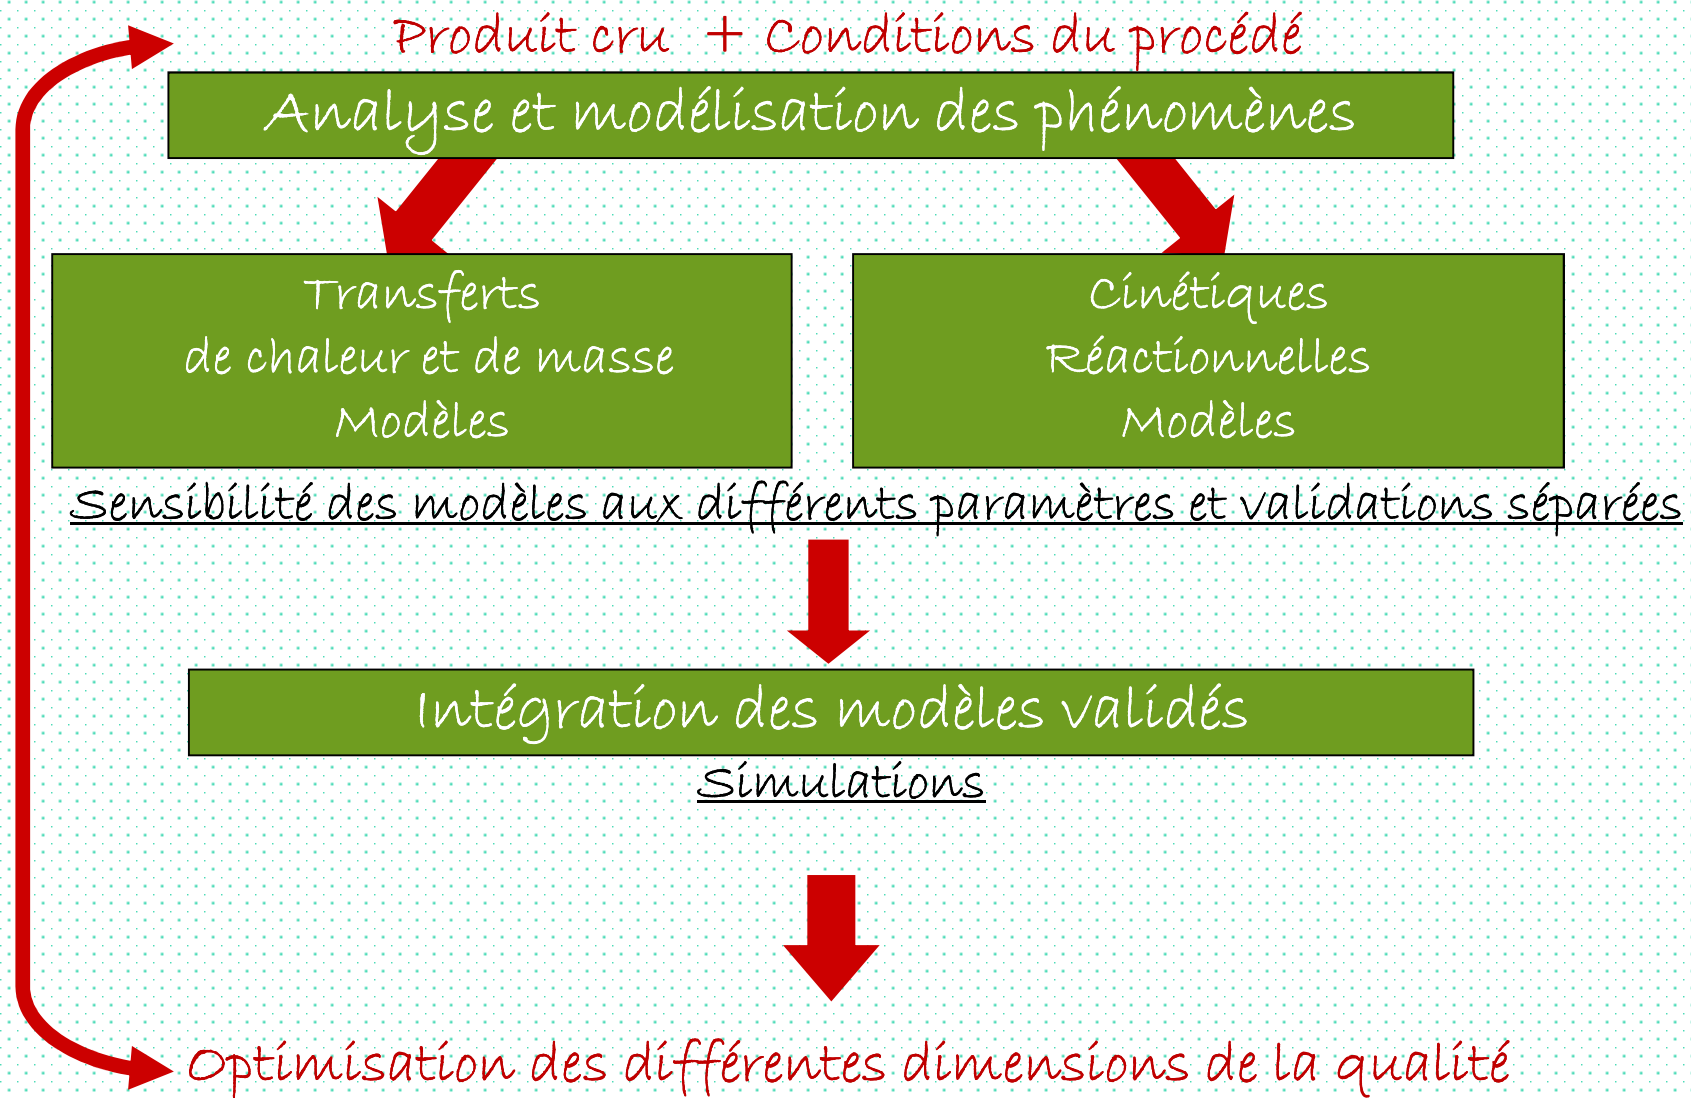 Produit cru + Conditions du procédé
Analyse et modélisation des phénomènes
Transferts
de chaleur et de masse
Modèles
Cinétiques
Réactionnelles
Modèles
Sensibilité des modèles aux différents paramètres et validations séparées
Intégration des modèles validés
Simulations
Optimisation des différentes dimensions de la qualité